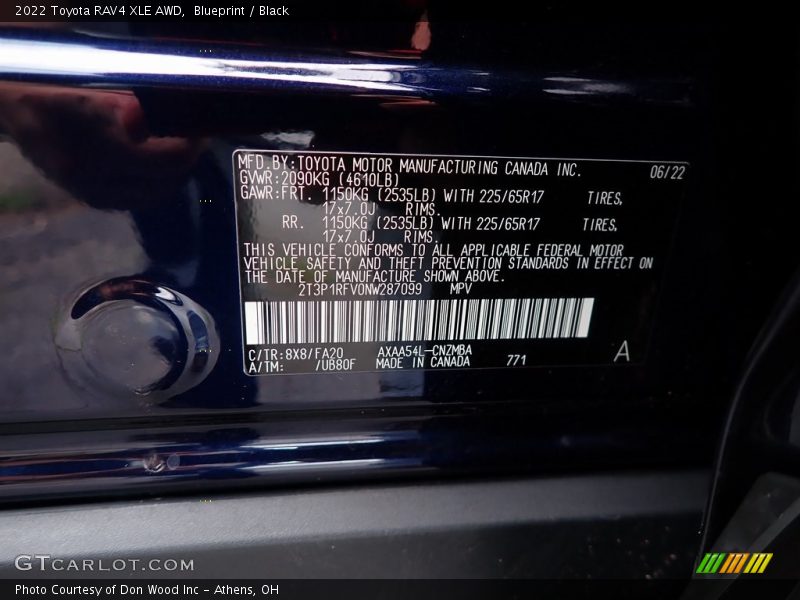 2022 Toyota RAV4 XLE AWD, Blueprint / Black
MFD.BY:TOYOTA MOTOR MANUFACTURING CANADA INC. 06/22
GVWR:2090KG (4610LB)
GAWR:FRT. 1150KG (2535LB) WITH 225/65R17 TIRES,
17x7.0J RIMS.
RR. 1150KG (2535LB) WITH 225/65R17 TIRES,
17x7.0J RIMS.
THIS VEHICLE CONFORMS TO ALL APPLICABLE FEDERAL MOTOR
VEHICLE SAFETY AND THEFT PREVENTION STANDARDS IN EFFECT ON
THE DATE OF MANUFACTURE SHOWN ABOVE.
2T3P1RFV0NW287099 MPV
C/TR:8X8/FA20 AXAA54L-CNZMBA
A/TM: /UB80F MADE IN CANADA 771 A
GTCARLOT.COM
Photo Courtesy of Don Wood Inc - Athens, OH